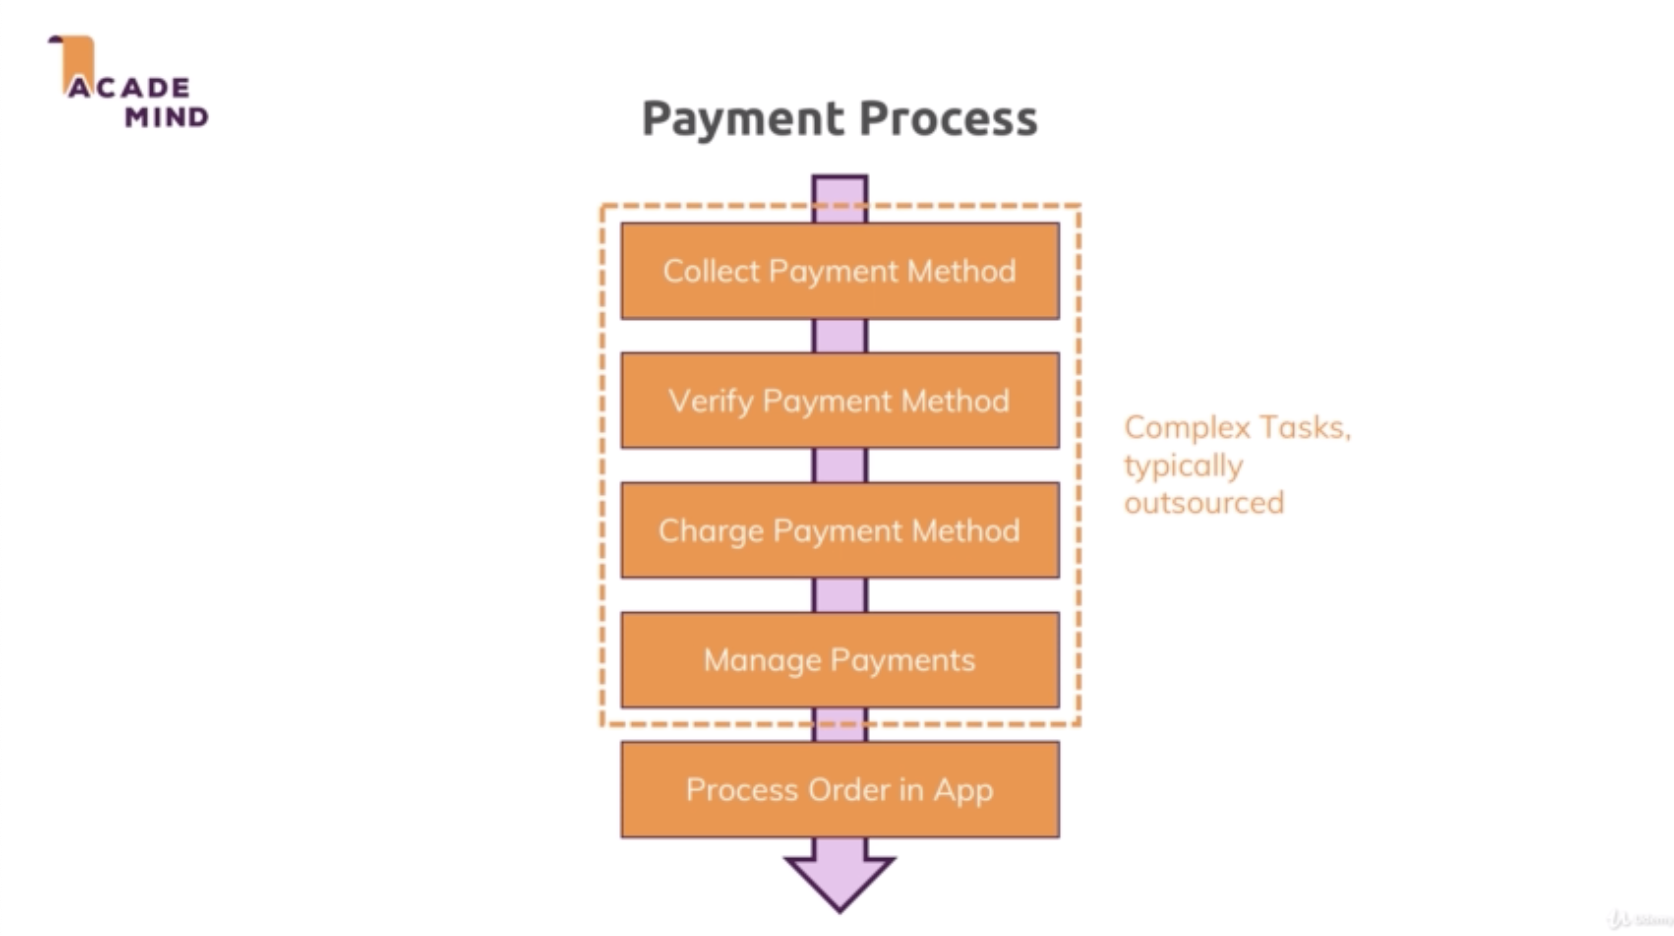 ACADE
MIND
Payment Process
Collect Payment Method
Verify Payment Method
Charge Payment Method
Manage Payments
Process Order in App
Complex Tasks,
typically
outsourced